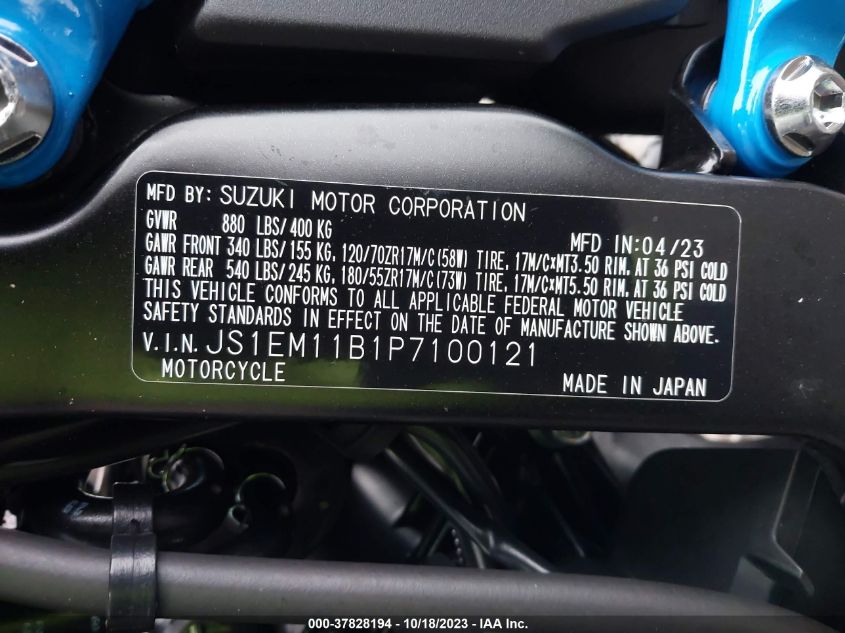 MFD BY: SUZUKI MOTOR CORPORATION
GVWR 880 LBS/400 KG MFD IN:04/23
GAWR FRONT 340 LBS/155 KG, 120/70ZR17M/C(58W) TIRE, 17M/C×MT3.50 RIM. AT 36 PSI COLD
GAWR REAR 540 LBS/245 KG, 180/55ZR17M/C(73W) TIRE, 17M/C×MT5.50 RIM. AT 36 PSI COLD
THIS VEHICLE CONFORMS TO ALL APPLICABLE FEDERAL MOTOR VEHICLE
SAFETY STANDARDS IN EFFECT ON THE DATE OF MANUFACTURE SHOWN ABOVE.
V.I.N. JS1EM11B1P7100121
MOTORCYCLE MADE IN JAPAN
000-37828194 - 10/18/2023 - IAA Inc.